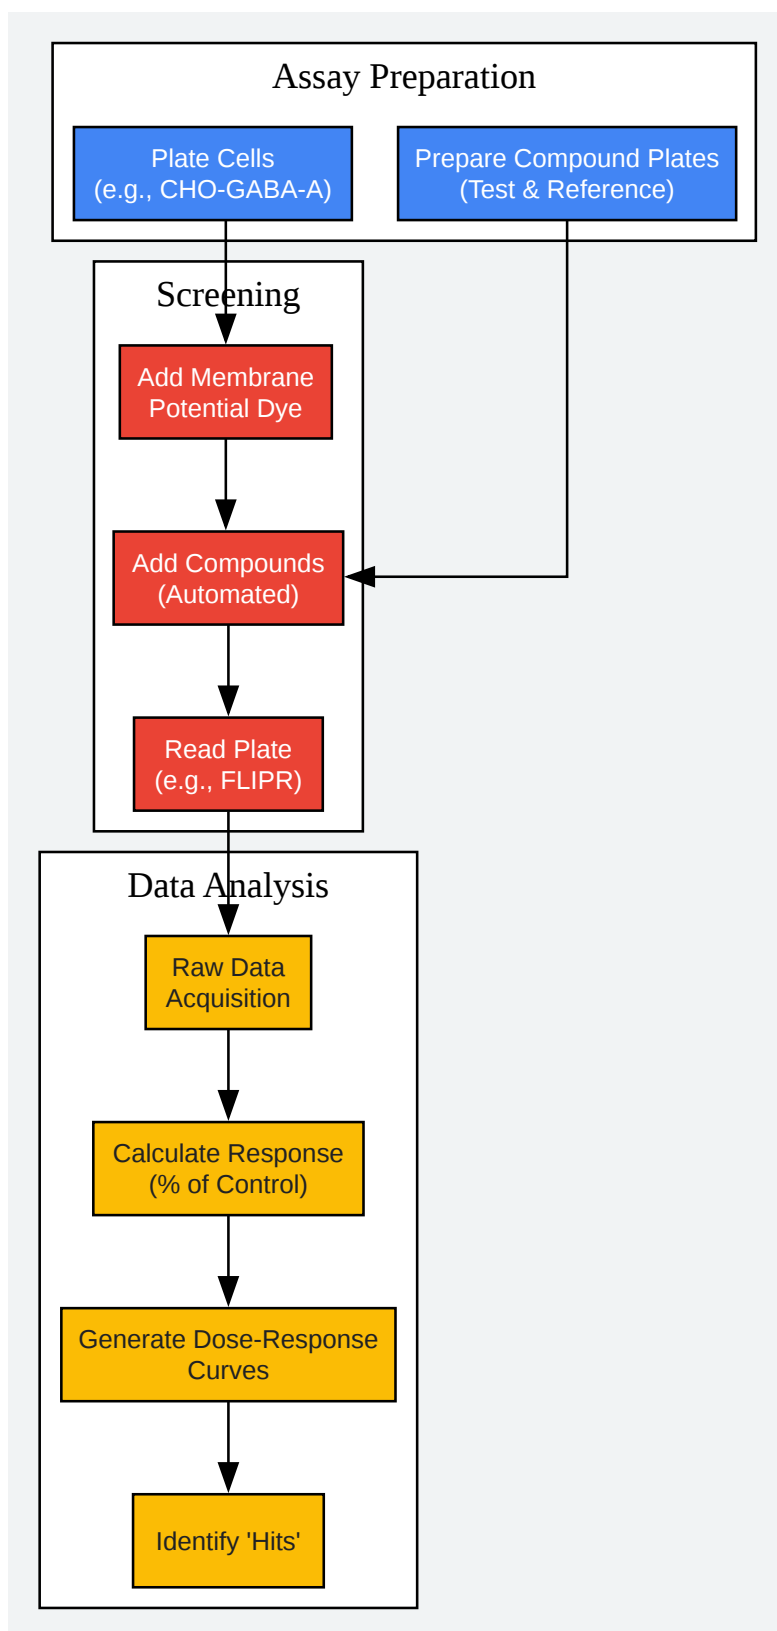 Assay Preparation
Plate Cells
(e.g., CHO-GABA-A)
Prepare Compound Plates
(Test & Reference)
Screening
Add Membrane
Potential Dye
Add Compounds
(Automated)
Read Plate
(e.g., FLIPR)
Data Analysis
Raw Data
Acquisition
Calculate Response
(% of Control)
Generate Dose-Response
Curves
Identify 'Hits'